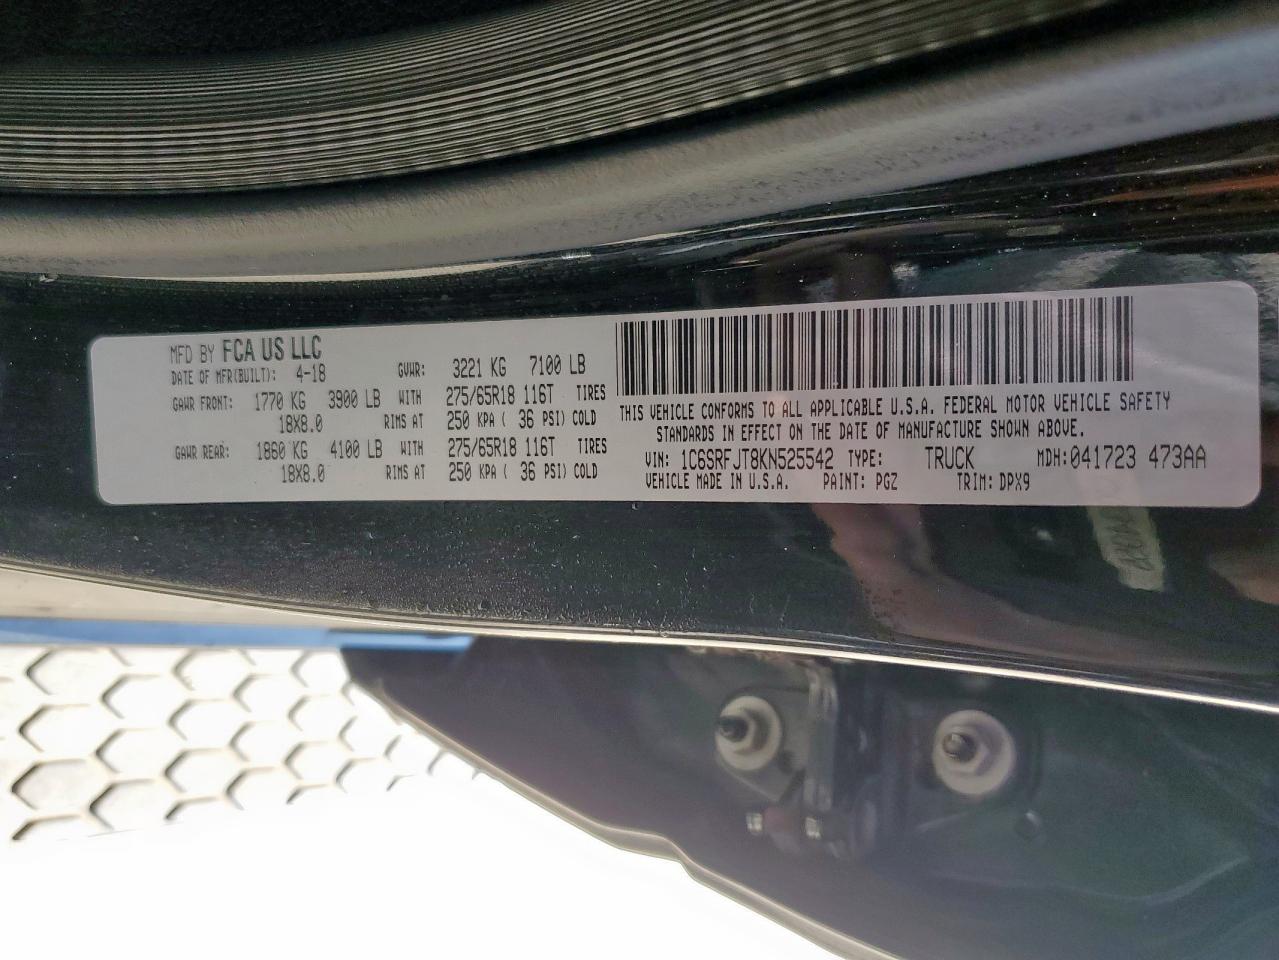 MFD BY FCA US LLC
DATE OF MFR(BUILT): 4-18 GVWR: 3221 KG 7100 LB
GAWR FRONT: 1770 KG 3900 LB WITH 275/65R18 116T TIRES
18X8.0 RIMS AT 250 KPA ( 36 PSI) COLD
GAWR REAR: 1860 KG 4100 LB WITH 275/65R18 116T TIRES
18X8.0 RIMS AT 250 KPA ( 36 PSI) COLD
THIS VEHICLE CONFORMS TO ALL APPLICABLE U.S.A. FEDERAL MOTOR VEHICLE SAFETY
STANDARDS IN EFFECT ON THE DATE OF MANUFACTURE SHOWN ABOVE.
VIN: 1C6SRFJT8KN525542 TYPE: TRUCK MDH:041723 473AA
VEHICLE MADE IN U.S.A. PAINT: PGZ TRIM: DPX9